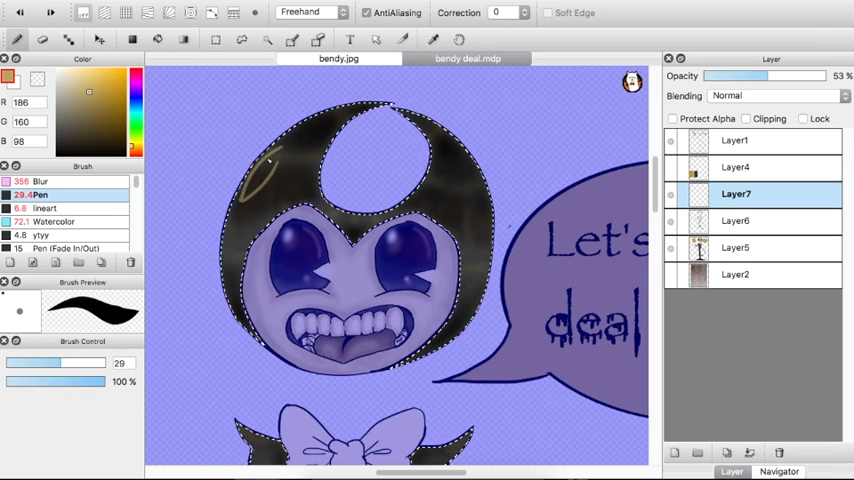 Freehand AntiAliasing Correction 0 Soft Edge
bendy.jpg bendy deal.mdp
Color
R 186
G 160
B 98
Brush
356 Blur
29.4 Pen
6.8 lineart
72.1 Watercolor
4.8 ytyy
15 Pen (Fade In/Out)
Brush Preview
Brush Control
29
100 %
Let's
deal
Layer
Opacity 53 %
Blending Normal
Protect Alpha Clipping Lock
Layer1
Layer4
Layer7
Layer6
Layer5
Layer2
Layer Navigator